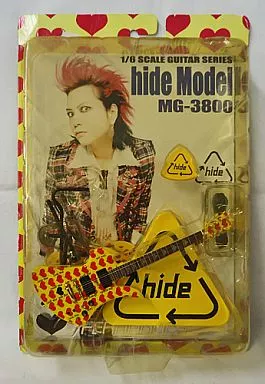 1/6 SCALE GUITAR SERIES
hide Model
MG-3800
hide
hide
hide